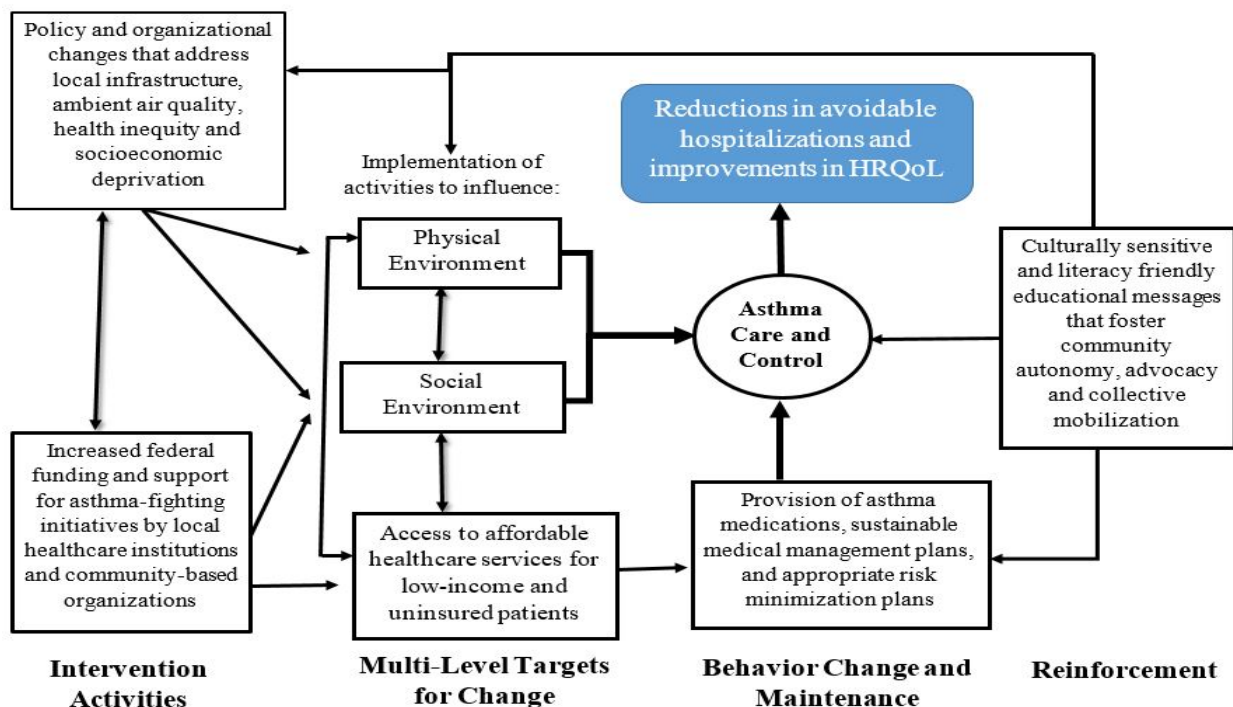 Policy and organizational
changes that address
local infrastructure,
ambient air quality,
health inequity and
socioeconomic
deprivation
Increased federal
funding and support
for asthma-fighting
initiatives by local
healthcare institutions
and community-based
organizations
Intervention
Activities
Implementation of
activities to influence:
Physical
Environment
Social
Environment
Access to affordable
healthcare services for
low-income and
uninsured patients
Multi-Level Targets
for Change
Reductions in avoidable
hospitalizations and
improvements in HRQoL
Asthma
Care and
Control
Provision of asthma
medications, sustainable
medical management plans,
and appropriate risk
minimization plans
Behavior Change and
Maintenance
Culturally sensitive
and literacy friendly
educational messages
that foster
community
autonomy, advocacy
and collective
mobilization
Reinforcement